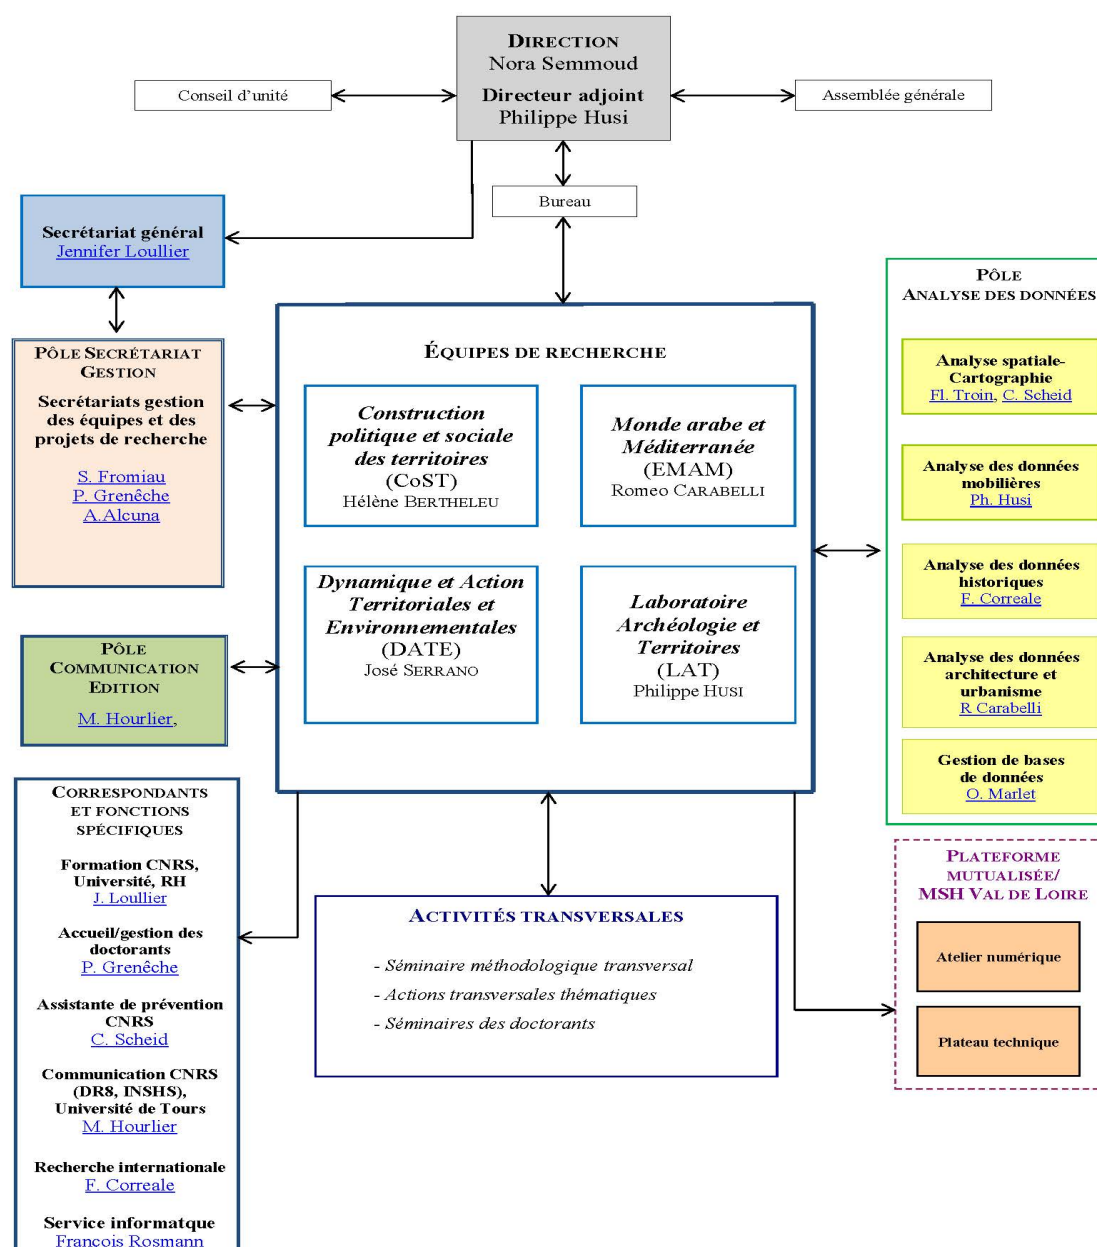 DIRECTION
Nora Semmoud
Directeur adjoint
Philippe Husi
Conseil d'unité
Assemblée générale
Bureau
Secrétariat général
Jennifer Loullier
PÔLE SECRÉTARIAT
GESTION
Secrétariats gestion
des équipes et des
projets de recherche
S. Fromiau
P. Grenêche
A.Alcuna
PÔLE
COMMUNICATION
EDITION
M. Hourlier,
ÉQUIPES DE RECHERCHE
Construction
politique et sociale
des territoires
(CoST)
Hélène BERTHELEU
Monde arabe et
Méditerranée
(EMAM)
Romeo CARABELLI
Dynamique et Action
Territoriales et
Environnementales
(DATE)
José SERRANO
Laboratoire
Archéologie et
Territoires
(LAT)
Philippe HUSI
PÔLE
ANALYSE DES DONNÉES
Analyse spatiale-
Cartographie
Fl. Troin, C. Scheid
Analyse des données
mobilières
Ph. Husi
Analyse des données
historiques
F. Correale
Analyse des données
architecture et
urbanisme
R Carabelli
Gestion de bases
de données
O. Marlet
CORRESPONDANTS
ET FONCTIONS
SPÉCIFIQUES
Formation CNRS,
Université, RH
J. Loullier
Accueil/gestion des
doctorants
P. Grenêche
Assistante de prévention
CNRS
C. Scheid
Communication CNRS
(DR8, INSHS),
Université de Tours
M. Hourlier
Recherche internationale
F. Correale
Service informatque
François Rosmann
ACTIVITÉS TRANSVERSALES
- Séminaire méthodologique transversal
- Actions transversales thématiques
- Séminaires des doctorants
PLATEFORME
MUTUALISÉE/
MSH VAL DE LOIRE
Atelier numérique
Plateau technique